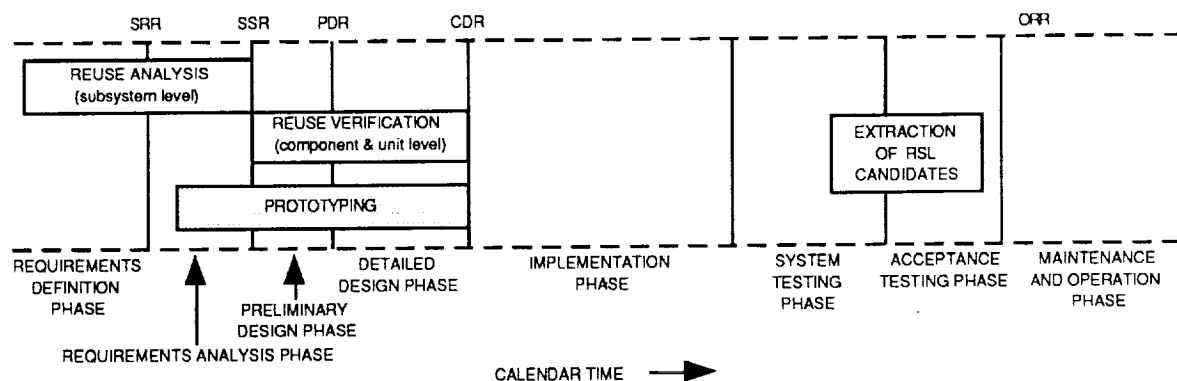 SRR
SSR
PDR
CDR
ORR
REUSE ANALYSIS
(subsystem level)
REUSE VERIFICATION
(component & unit level)
EXTRACTION
OF RSL
CANDIDATES
PROTOTYPING
REQUIREMENTS
DEFINITION
PHASE
DETAILED
DESIGN PHASE
IMPLEMENTATION
PHASE
SYSTEM
TESTING
PHASE
ACCEPTANCE
TESTING PHASE
MAINTENANCE
AND OPERATION
PHASE
PRELIMINARY
DESIGN PHASE
REQUIREMENTS ANALYSIS PHASE
CALENDAR TIME